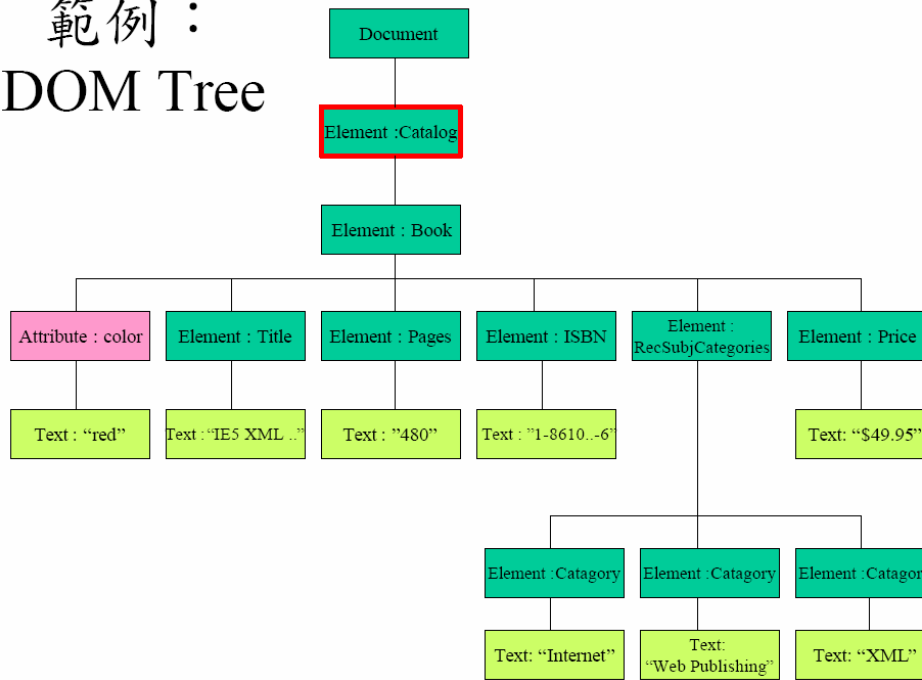 範例：
DOM Tree
Document
Element :Catalog
Element : Book
Attribute : color
Element : Title
Element : Pages
Element : ISBN
Element :
RecSubjCategories
Element : Price
Text : “red”
Text :“IE5 XML ..”
Text : ”480”
Text : ”1-8610..-6”
Text: “$49.95”
Element :Catagory
Element :Catagory
Element :Catagor
Text: “Internet”
Text:
“Web Publishing”
Text: “XML”